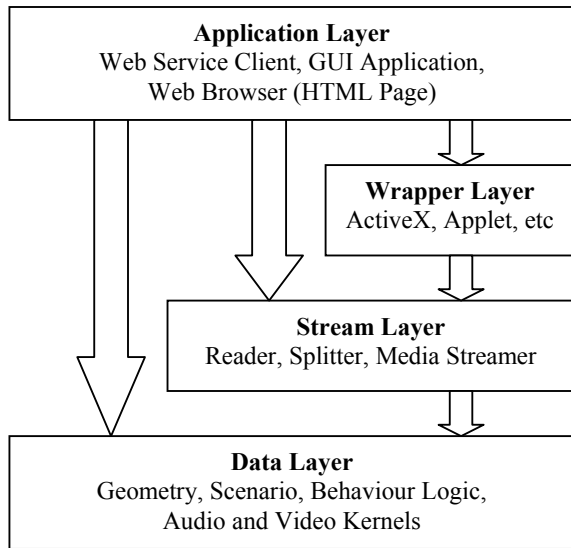 Application Layer
Web Service Client, GUI Application,
Web Browser (HTML Page)
Wrapper Layer
ActiveX, Applet, etc
Stream Layer
Reader, Splitter, Media Streamer
Data Layer
Geometry, Scenario, Behaviour Logic,
Audio and Video Kernels